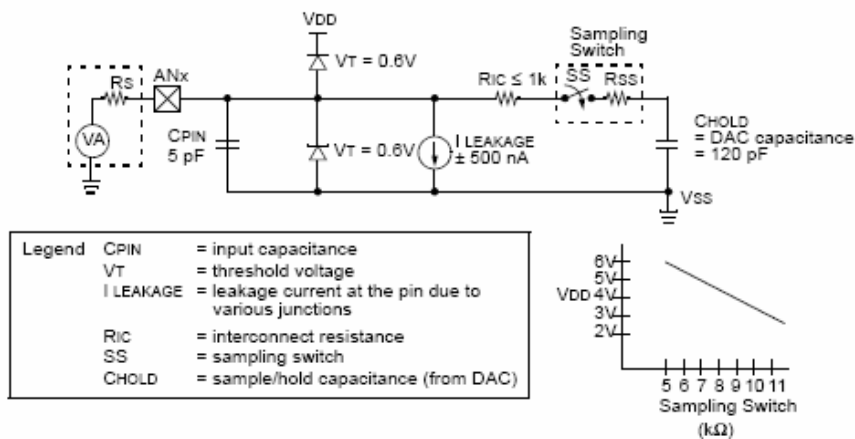 VDD
VT = 0.6V
RS
ANX
VA
CPIN
5 pF
VT = 0.6V
I LEAKAGE
± 500 nA
RIC ≤ 1k
Sampling
Switch
SS
RSS
CHOLD
= DAC capacitance
= 120 pF
VSS
Legend CPIN = input capacitance
VT = threshold voltage
I LEAKAGE = leakage current at the pin due to
various junctions
RIC = interconnect resistance
SS = sampling switch
CHOLD = sample/hold capacitance (from DAC)
6V
5V
VDD 4V
3V
2V
5 6 7 8 9 10 11
Sampling Switch
(kΩ)